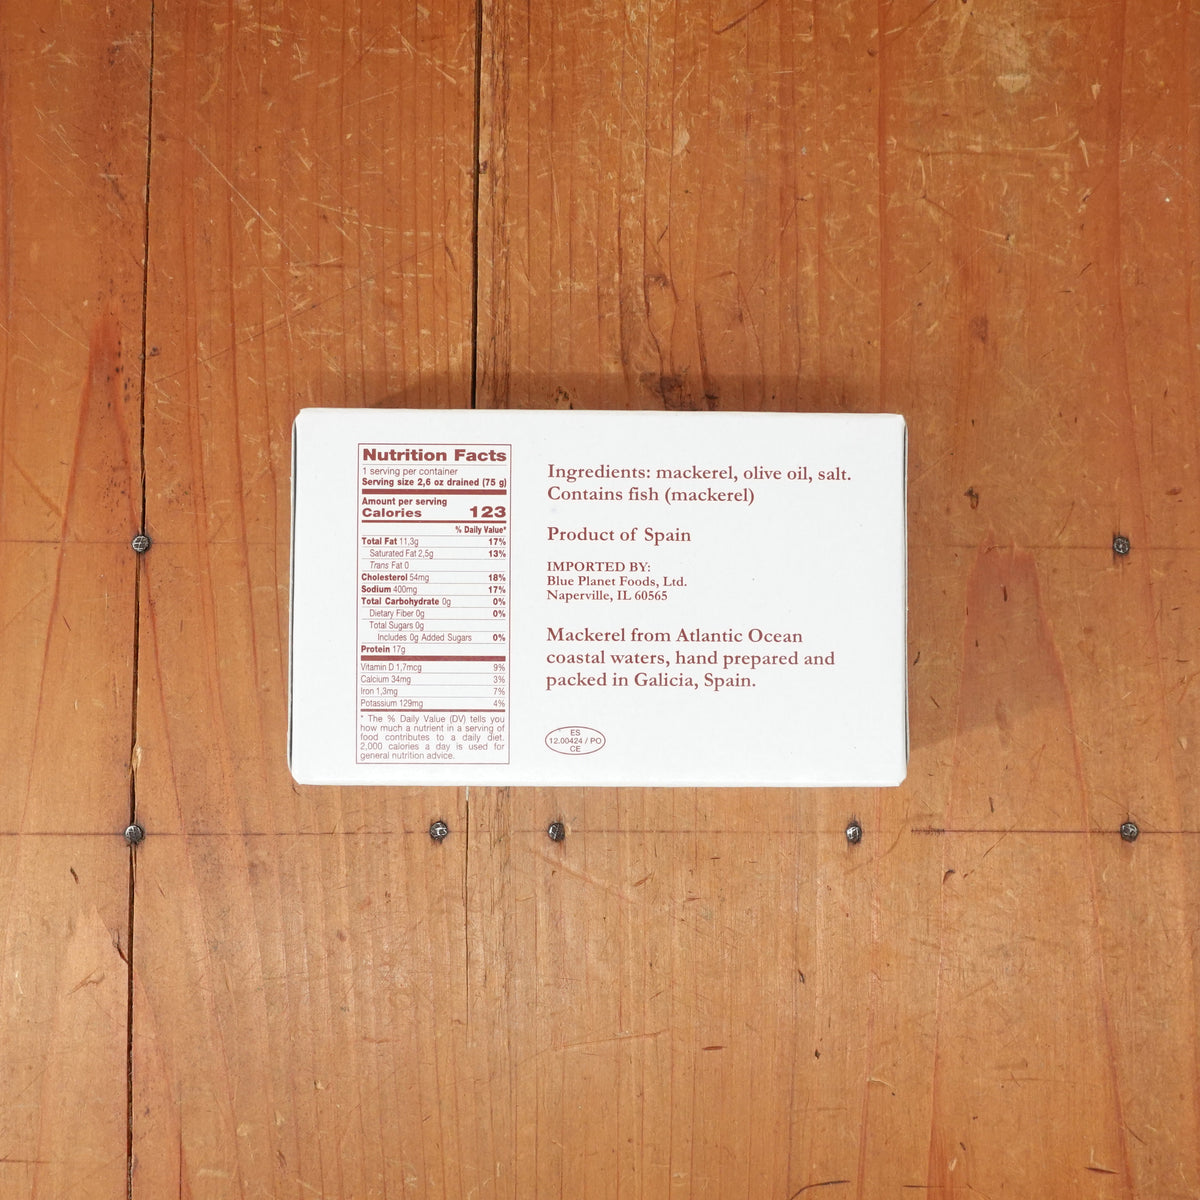 Nutrition Facts
1 serving per container
Serving size 2,6 oz drained (75 g)
Amount per serving
Calories 123
% Daily Value*
Total Fat 11,3g 17%
Saturated Fat 2,5g 13%
Trans Fat 0
Cholesterol 54mg 18%
Sodium 400mg 17%
Total Carbohydrate 0g 0%
Dietary Fiber 0g 0%
Total Sugars 0g
Includes 0g Added Sugars 0%
Protein 17g
Vitamin D 1,7mcg 9%
Calcium 34mg 3%
Iron 1,3mg 7%
Potassium 129mg 4%
* The % Daily Value (DV) tells you
how much a nutrient in a serving of
food contributes to a daily diet.
2,000 calories a day is used for
general nutrition advice.
Ingredients: mackerel, olive oil, salt.
Contains fish (mackerel)
Product of Spain
IMPORTED BY:
Blue Planet Foods, Ltd.
Naperville, IL 60565
Mackerel from Atlantic Ocean
coastal waters, hand prepared and
packed in Galicia, Spain.
ES
12.00424 / PO
CE